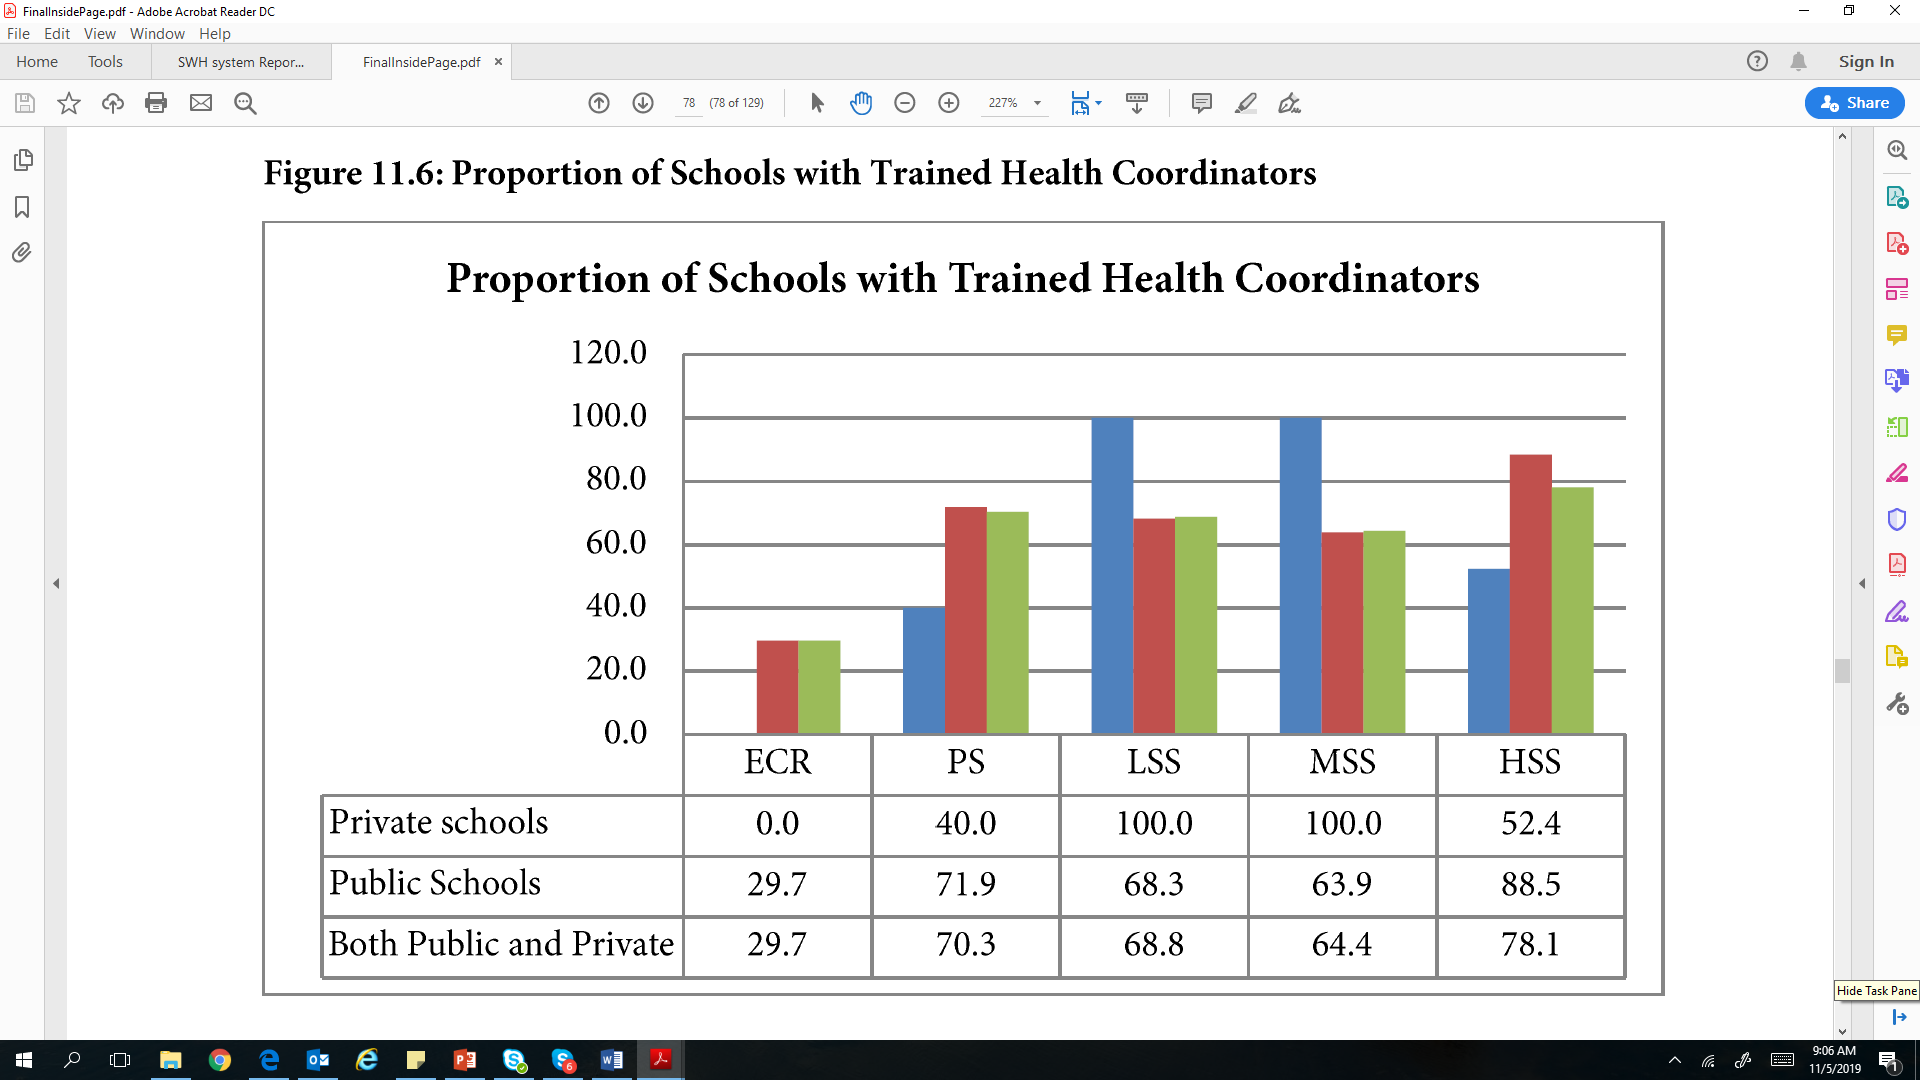 FinalInsidePage.pdf - Adobe Acrobat Reader DC
File Edit View Window Help
Home Tools SWH system Repor... FinalInsidePage.pdf × Sign In
78 (78 of 129) 227% Share
Figure 11.6: Proportion of Schools with Trained Health Coordinators
Proportion of Schools with Trained Health Coordinators
120.0
100.0
80.0
60.0
40.0
20.0
0.0
ECR PS LSS MSS HSS
Private schools 0.0 40.0 100.0 100.0 52.4
Public Schools 29.7 71.9 68.3 63.9 88.5
Both Public and Private 29.7 70.3 68.8 64.4 78.1
Hide Task Pane
9:06 AM
11/5/2019
6
1